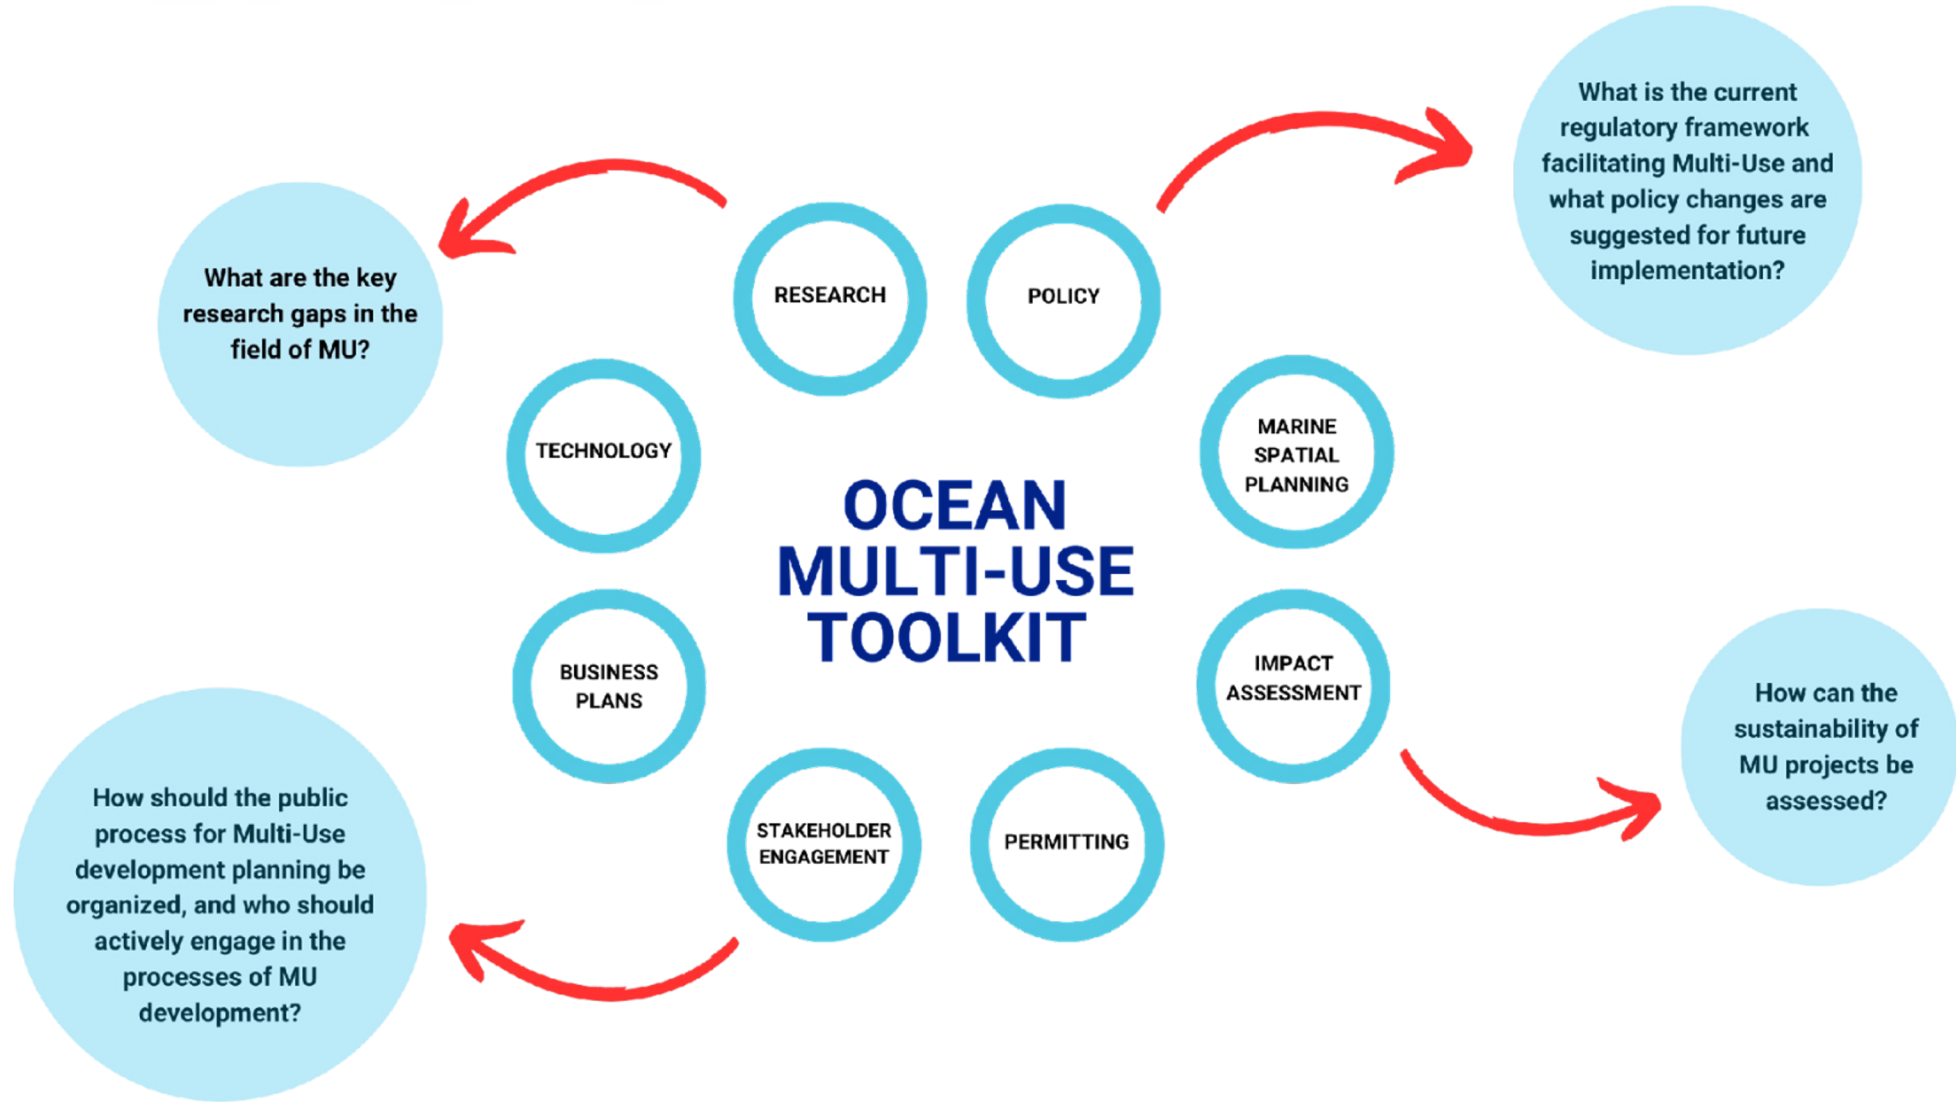 What is the current
regulatory framework
facilitating Multi-Use and
what policy changes are
suggested for future
implementation?
What are the key
research gaps in the
field of MU?
RESEARCH
POLICY
TECHNOLOGY
MARINE
SPATIAL
PLANNING
OCEAN
MULTI-USE
TOOLKIT
BUSINESS
PLANS
IMPACT
ASSESSMENT
How can the
sustainability of
MU projects be
assessed?
How should the public
process for Multi-Use
development planning be
organized, and who should
actively engage in the
processes of MU
development?
STAKEHOLDER
ENGAGEMENT
PERMITTING